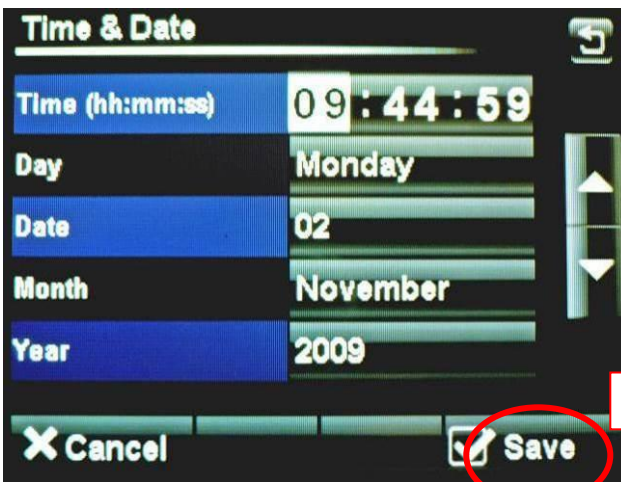 Time & Date
Time (hh:mm:ss) 09:44:59
Day Monday
Date 02
Month November
Year 2009
Cancel Save